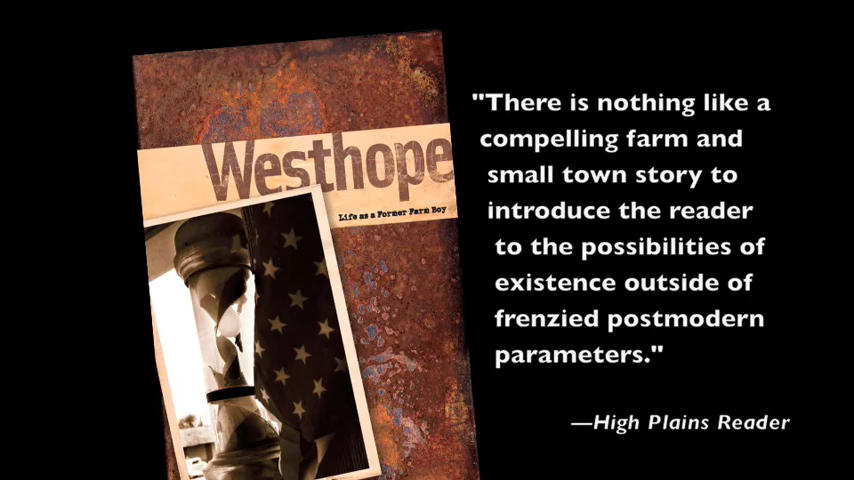 Westhope
Life as a Former Farm Boy
"There is nothing like a
compelling farm and
small town story to
introduce the reader
to the possibilities of
existence outside of
frenzied postmodern
parameters."
—High Plains Reader